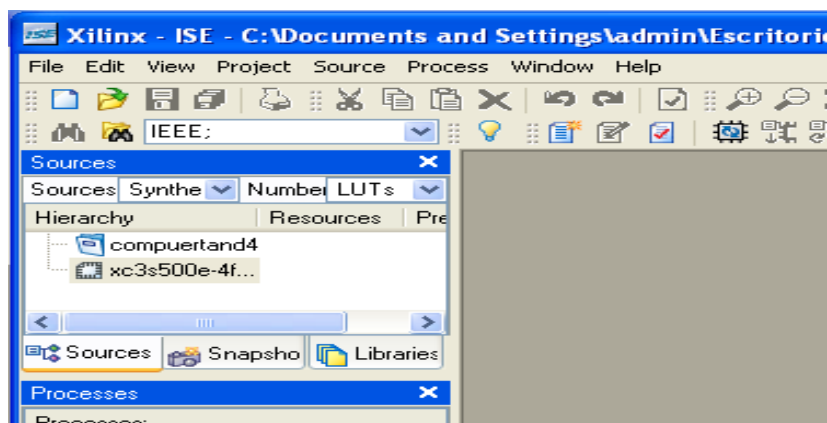 ISE Xilinx - ISE - C:\Documents and Settings\admin\Escritorio
File Edit View Project Source Process Window Help
IEEE;
Sources
Sources Synthe Number LUTs
Hierarchy Resources Pre
compuertand4
xc3s500e-4f...
Sources Snapsho Libraries
Processes